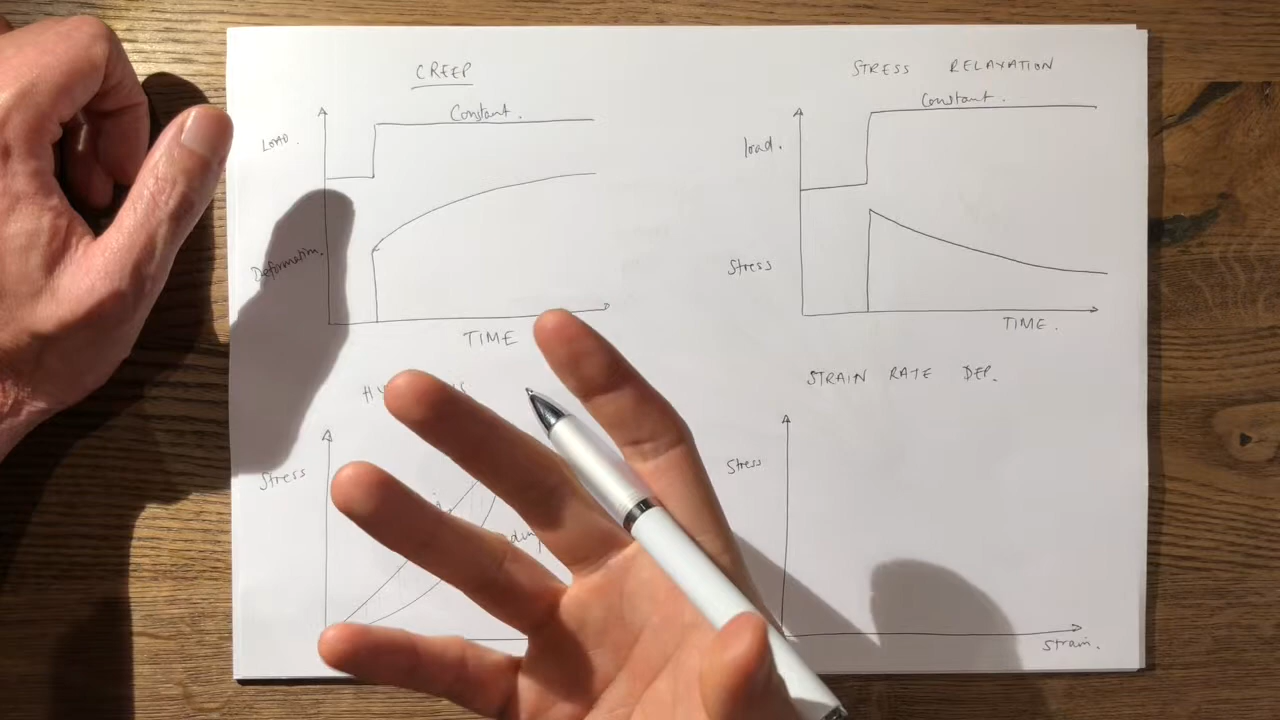 CREEP
Constant.
LOAD.
Deformation.
TIME
STRESS RELAXATION
Constant.
load.
Stress
TIME.
Stress
STRAIN RATE DEP.
Stress
Strain.